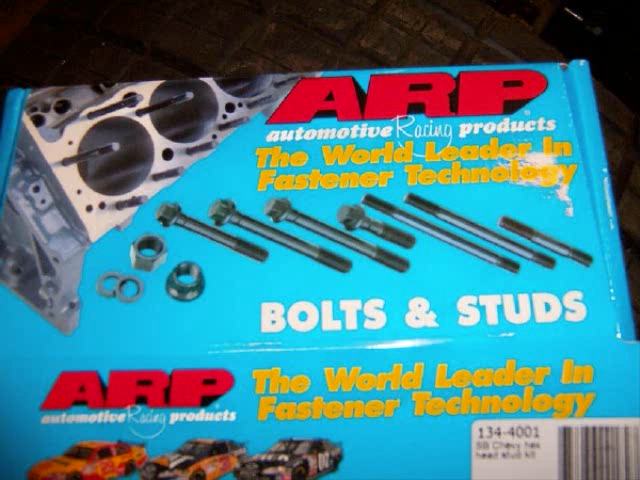 ARP
automotive Racing products
The World Leader In
Fastener Technology
BOLTS & STUDS
ARP
automotive Racing products
The World Leader In
Fastener Technology
134-4001
SB Chevy hex
head stud kit